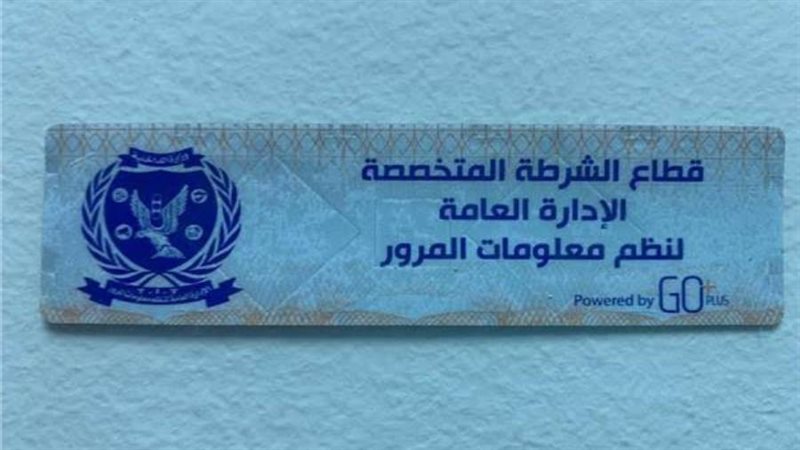 قطاع الشرطة المتخصصة
الإدارة العامة
لنظم معلومات المرور
Powered by GO+ PLUS